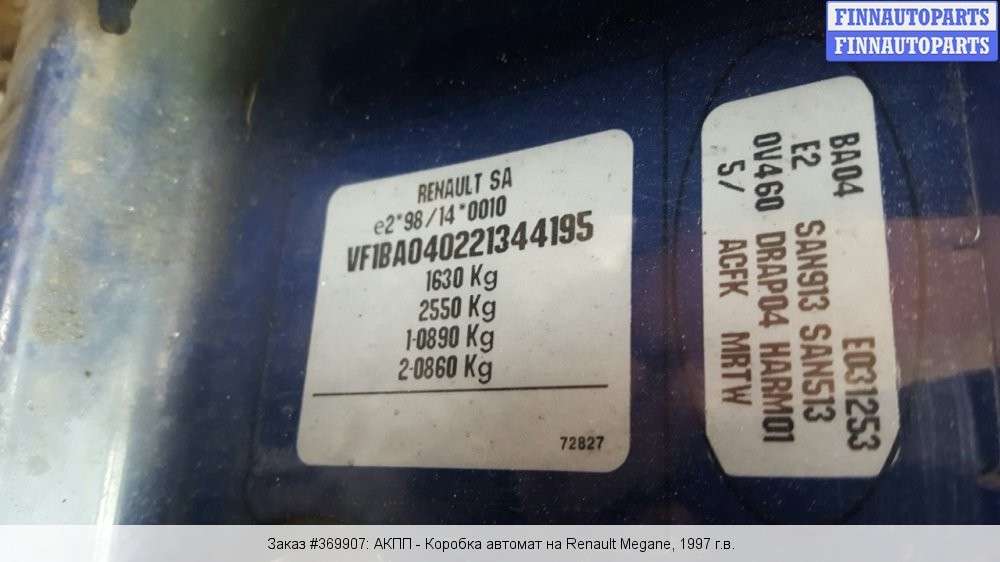 FINNAUTOPARTS
FINNAUTOPARTS
RENAULT SA
e2*98/14*0010
VF1BA040221344195
1630 Kg
2550 Kg
1-0890 Kg
2-0860 Kg
72827
BA04 E031253
E2 SAN913 SAN513
0V460 DRAP04 HARM01
5/ ACFK MRTW
Заказ #369907: АКПП - Коробка автомат на Renault Megane, 1997 г.в.